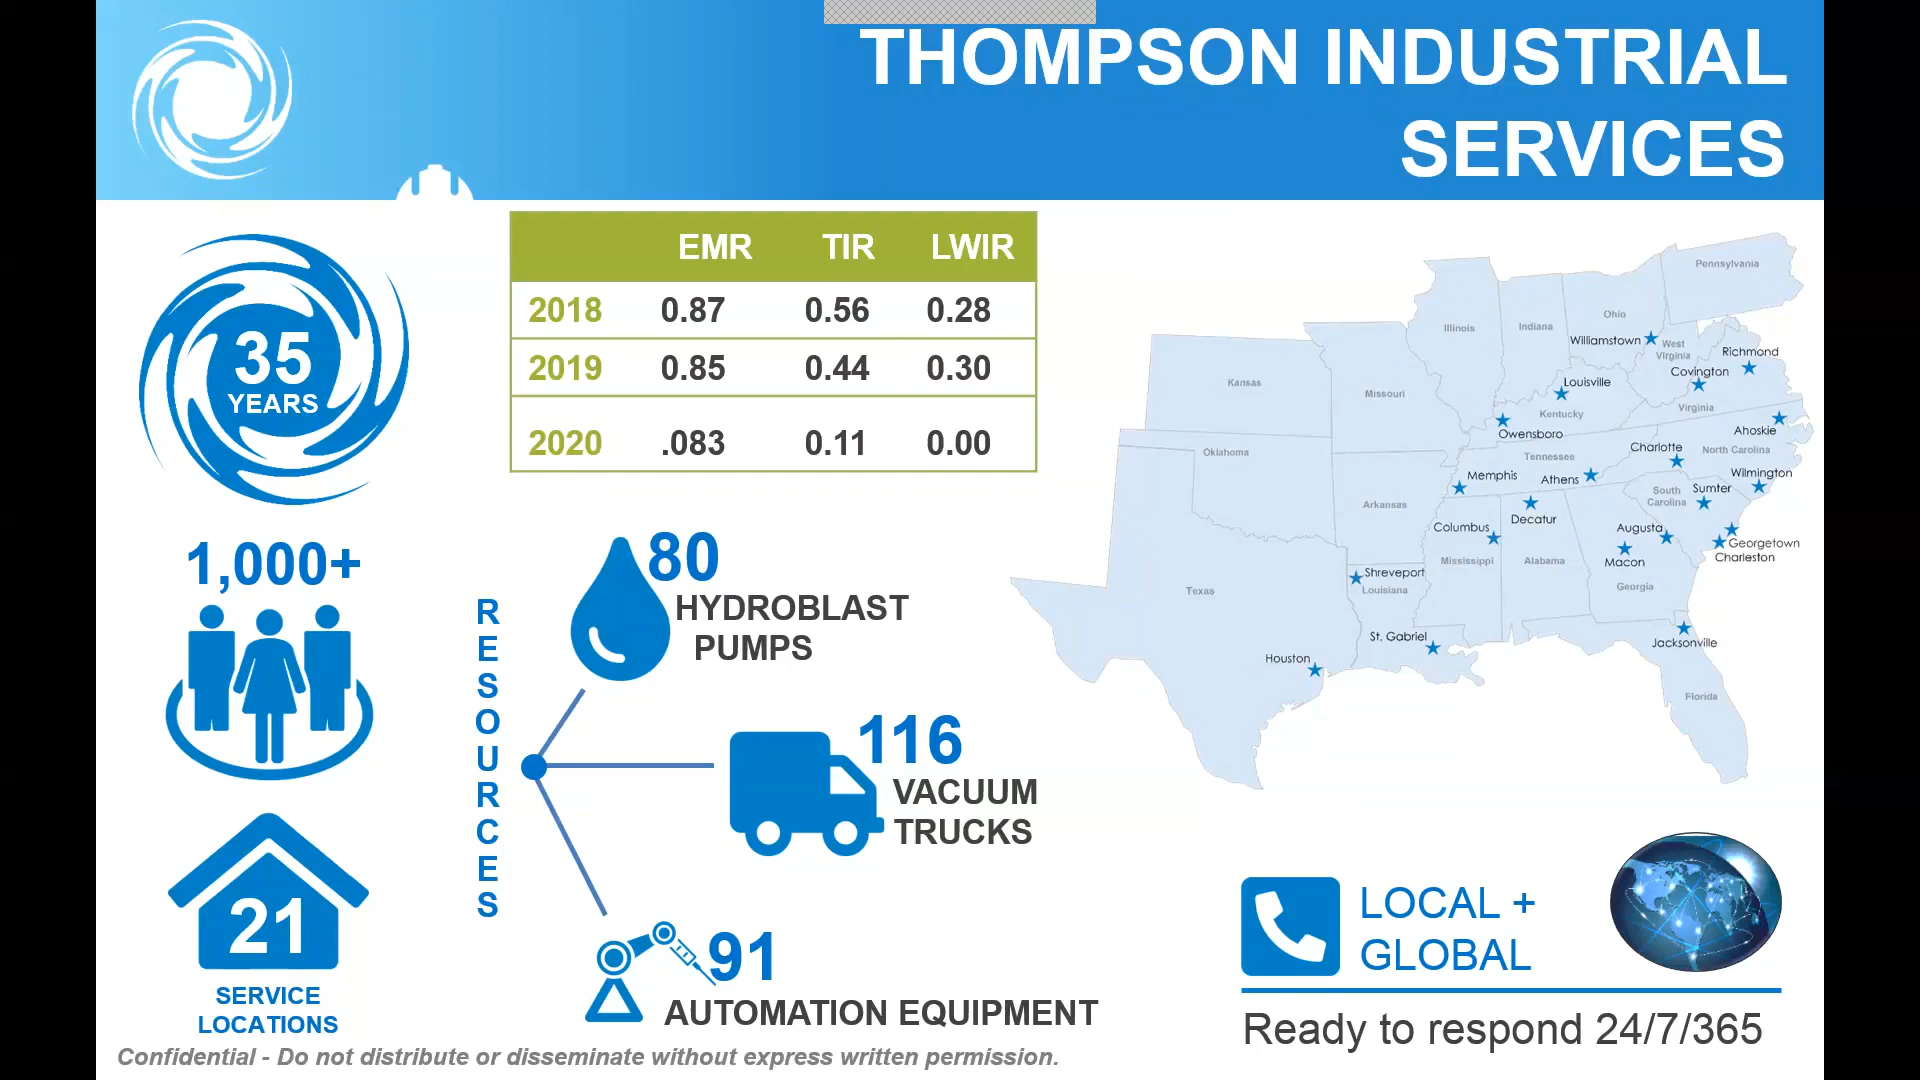 THOMPSON INDUSTRIAL
SERVICES
35
YEARS
1,000+
21
SERVICE
LOCATIONS
EMR TIR LWIR
2018 0.87 0.56 0.28
2019 0.85 0.44 0.30
2020 .083 0.11 0.00
RESOURCES
80
HYDROBLAST
PUMPS
116
VACUUM
TRUCKS
91
AUTOMATION EQUIPMENT
Pennsylvania
Ohio
Illinois
Indiana
Williamstown
West
Virginia
Richmond
Covington
Kansas
Louisville
Missouri
Kentucky
Virginia
Owensboro
Ahoskie
Oklahoma
Tennessee
Charlotte
North Carolina
Memphis
Athens
Wilmington
South
Carolina
Sumter
Arkansas
Columbus
Decatur
Augusta
Georgetown
Charleston
Mississippi
Alabama
Macon
Shreveport
Louisiana
Georgia
Texas
St. Gabriel
Jacksonville
Houston
Florida
LOCAL +
GLOBAL
Ready to respond 24/7/365
Confidential - Do not distribute or disseminate without express written permission.